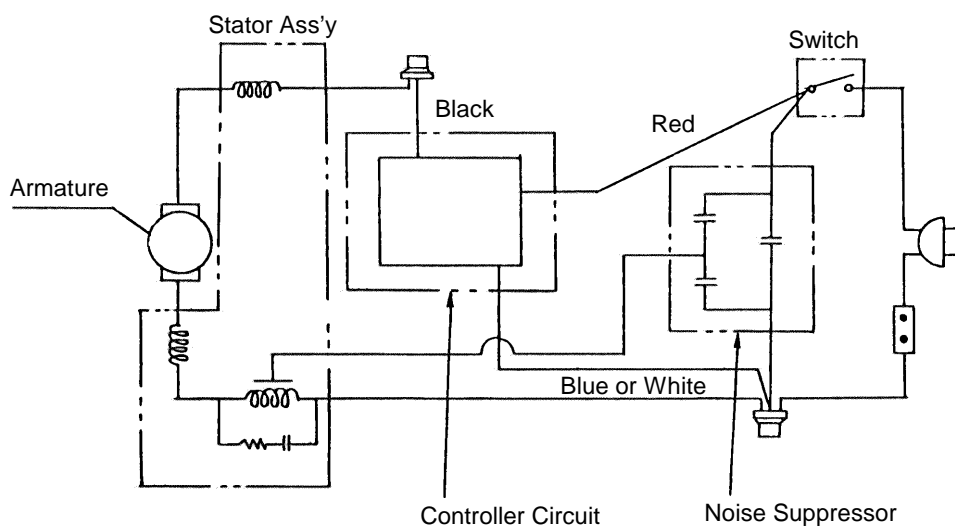 Stator Ass'y
Switch
Black
Red
Armature
Blue or White
Controller Circuit
Noise Suppressor